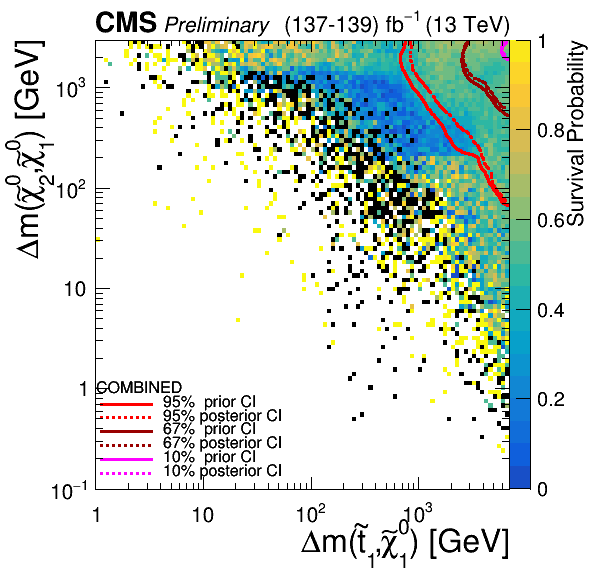 CMS Preliminary (137-139) fb⁻¹ (13 TeV)
Δm(χ̃⁰₂,χ̃⁰₁) [GeV]
10³
10²
10
1
10⁻¹
COMBINED
95% prior CI
95% posterior CI
67% prior CI
67% posterior CI
10% prior CI
10% posterior CI
1 10 10² 10³
Δm(t̃₁,χ̃⁰₁) [GeV]
1
0.8
0.6
0.4
0.2
0
Survival Probability